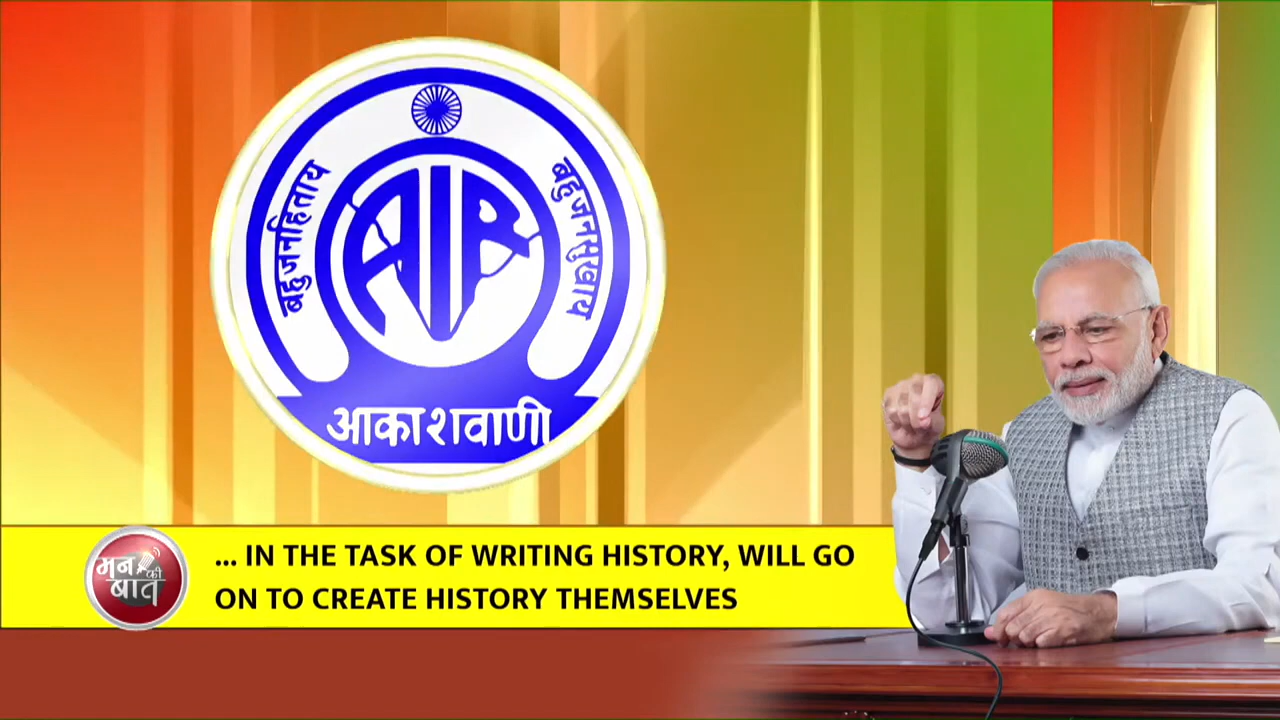 बहुजनहिताय
बहुजनसुखाय
AIR
आकाशवाणी
मन
की
बात
... IN THE TASK OF WRITING HISTORY, WILL GO
ON TO CREATE HISTORY THEMSELVES